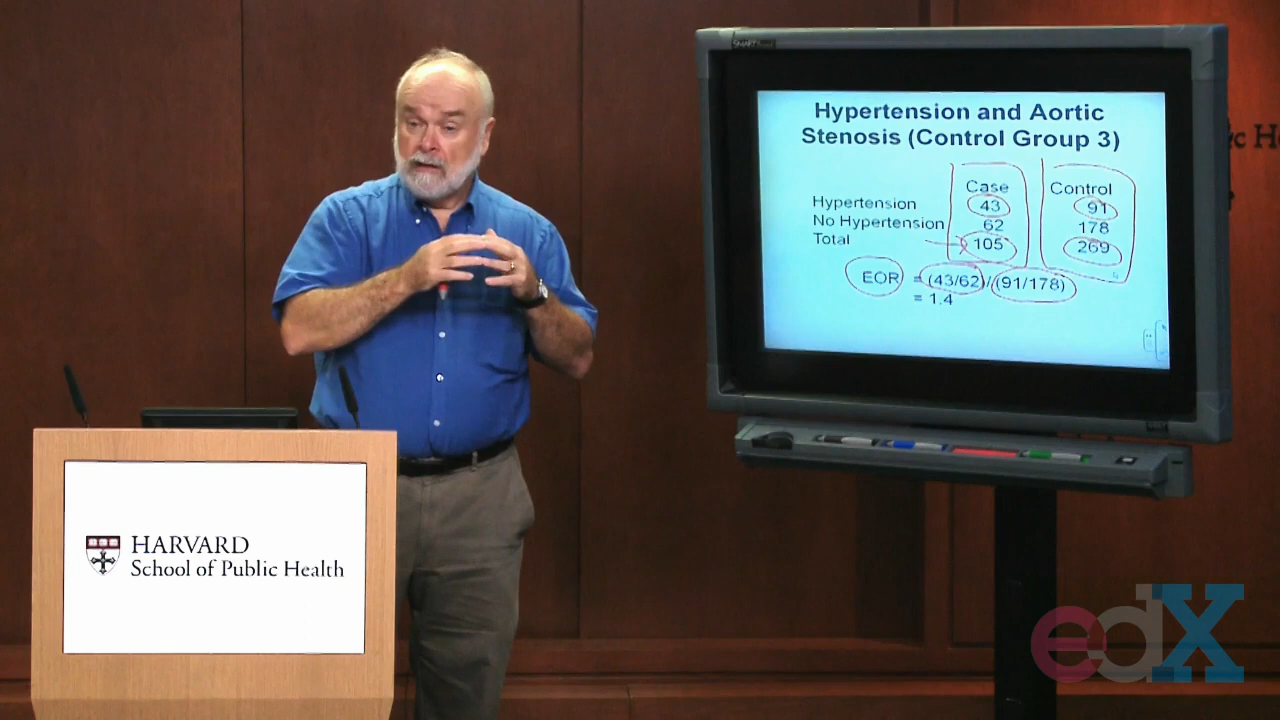 SMART
Hypertension and Aortic
Stenosis (Control Group 3)
Case Control
Hypertension 43 91
No Hypertension 62 178
Total 105 269
EOR = (43/62)/(91/178)
= 1.4
HARVARD
School of Public Health
edX